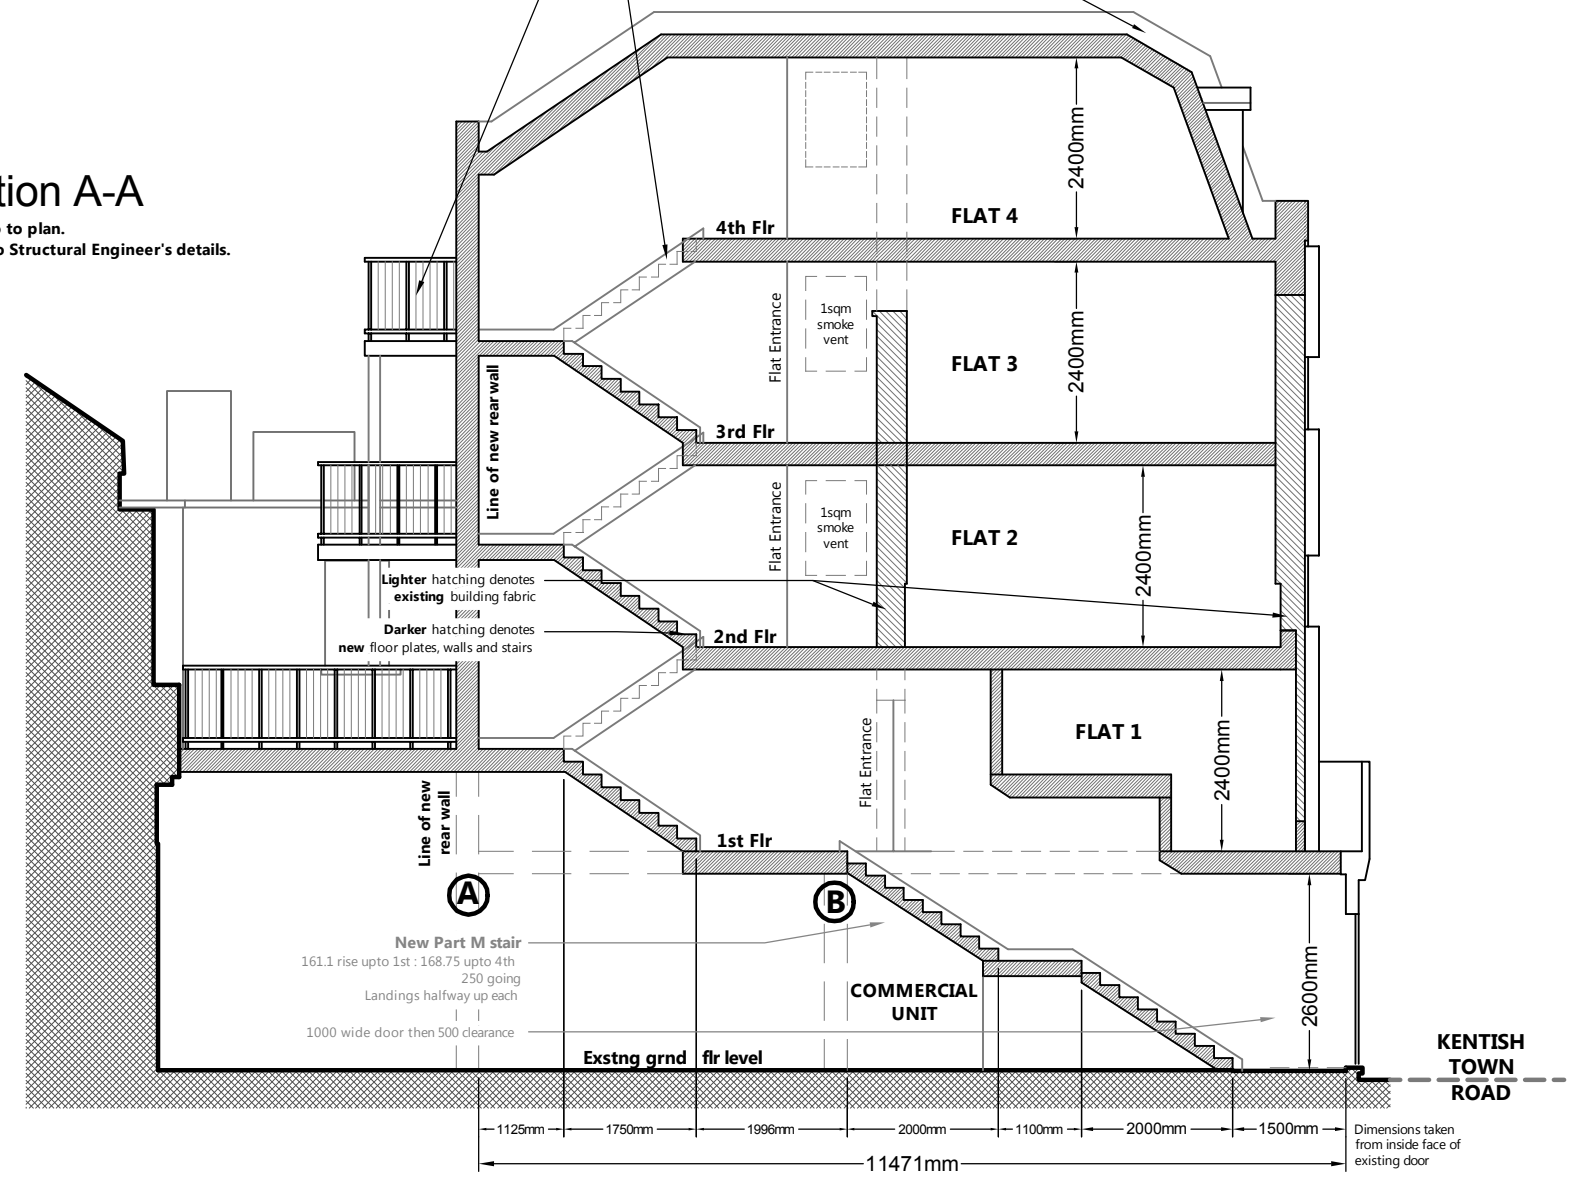 tion A-A
to plan.
o Structural Engineer's details.
2400mm
FLAT 4
4th Flr
Flat Entrance
1sqm
smoke
vent
FLAT 3
2400mm
Line of new rear wall
3rd Flr
Flat Entrance
1sqm
smoke
vent
FLAT 2
2400mm
Lighter hatching denotes
existing building fabric
Darker hatching denotes
new floor plates, walls and stairs
2nd Flr
Flat Entrance
FLAT 1
2400mm
Line of new
rear wall
1st Flr
A
B
New Part M stair
161.1 rise upto 1st : 168.75 upto 4th
250 going
Landings halfway up each
1000 wide door then 500 clearance
COMMERCIAL
UNIT
2600mm
Exstng grnd flr level
KENTISH
TOWN
ROAD
1125mm 1750mm 1996mm 2000mm 1100mm 2000mm 1500mm
11471mm
Dimensions taken
from inside face of
existing door